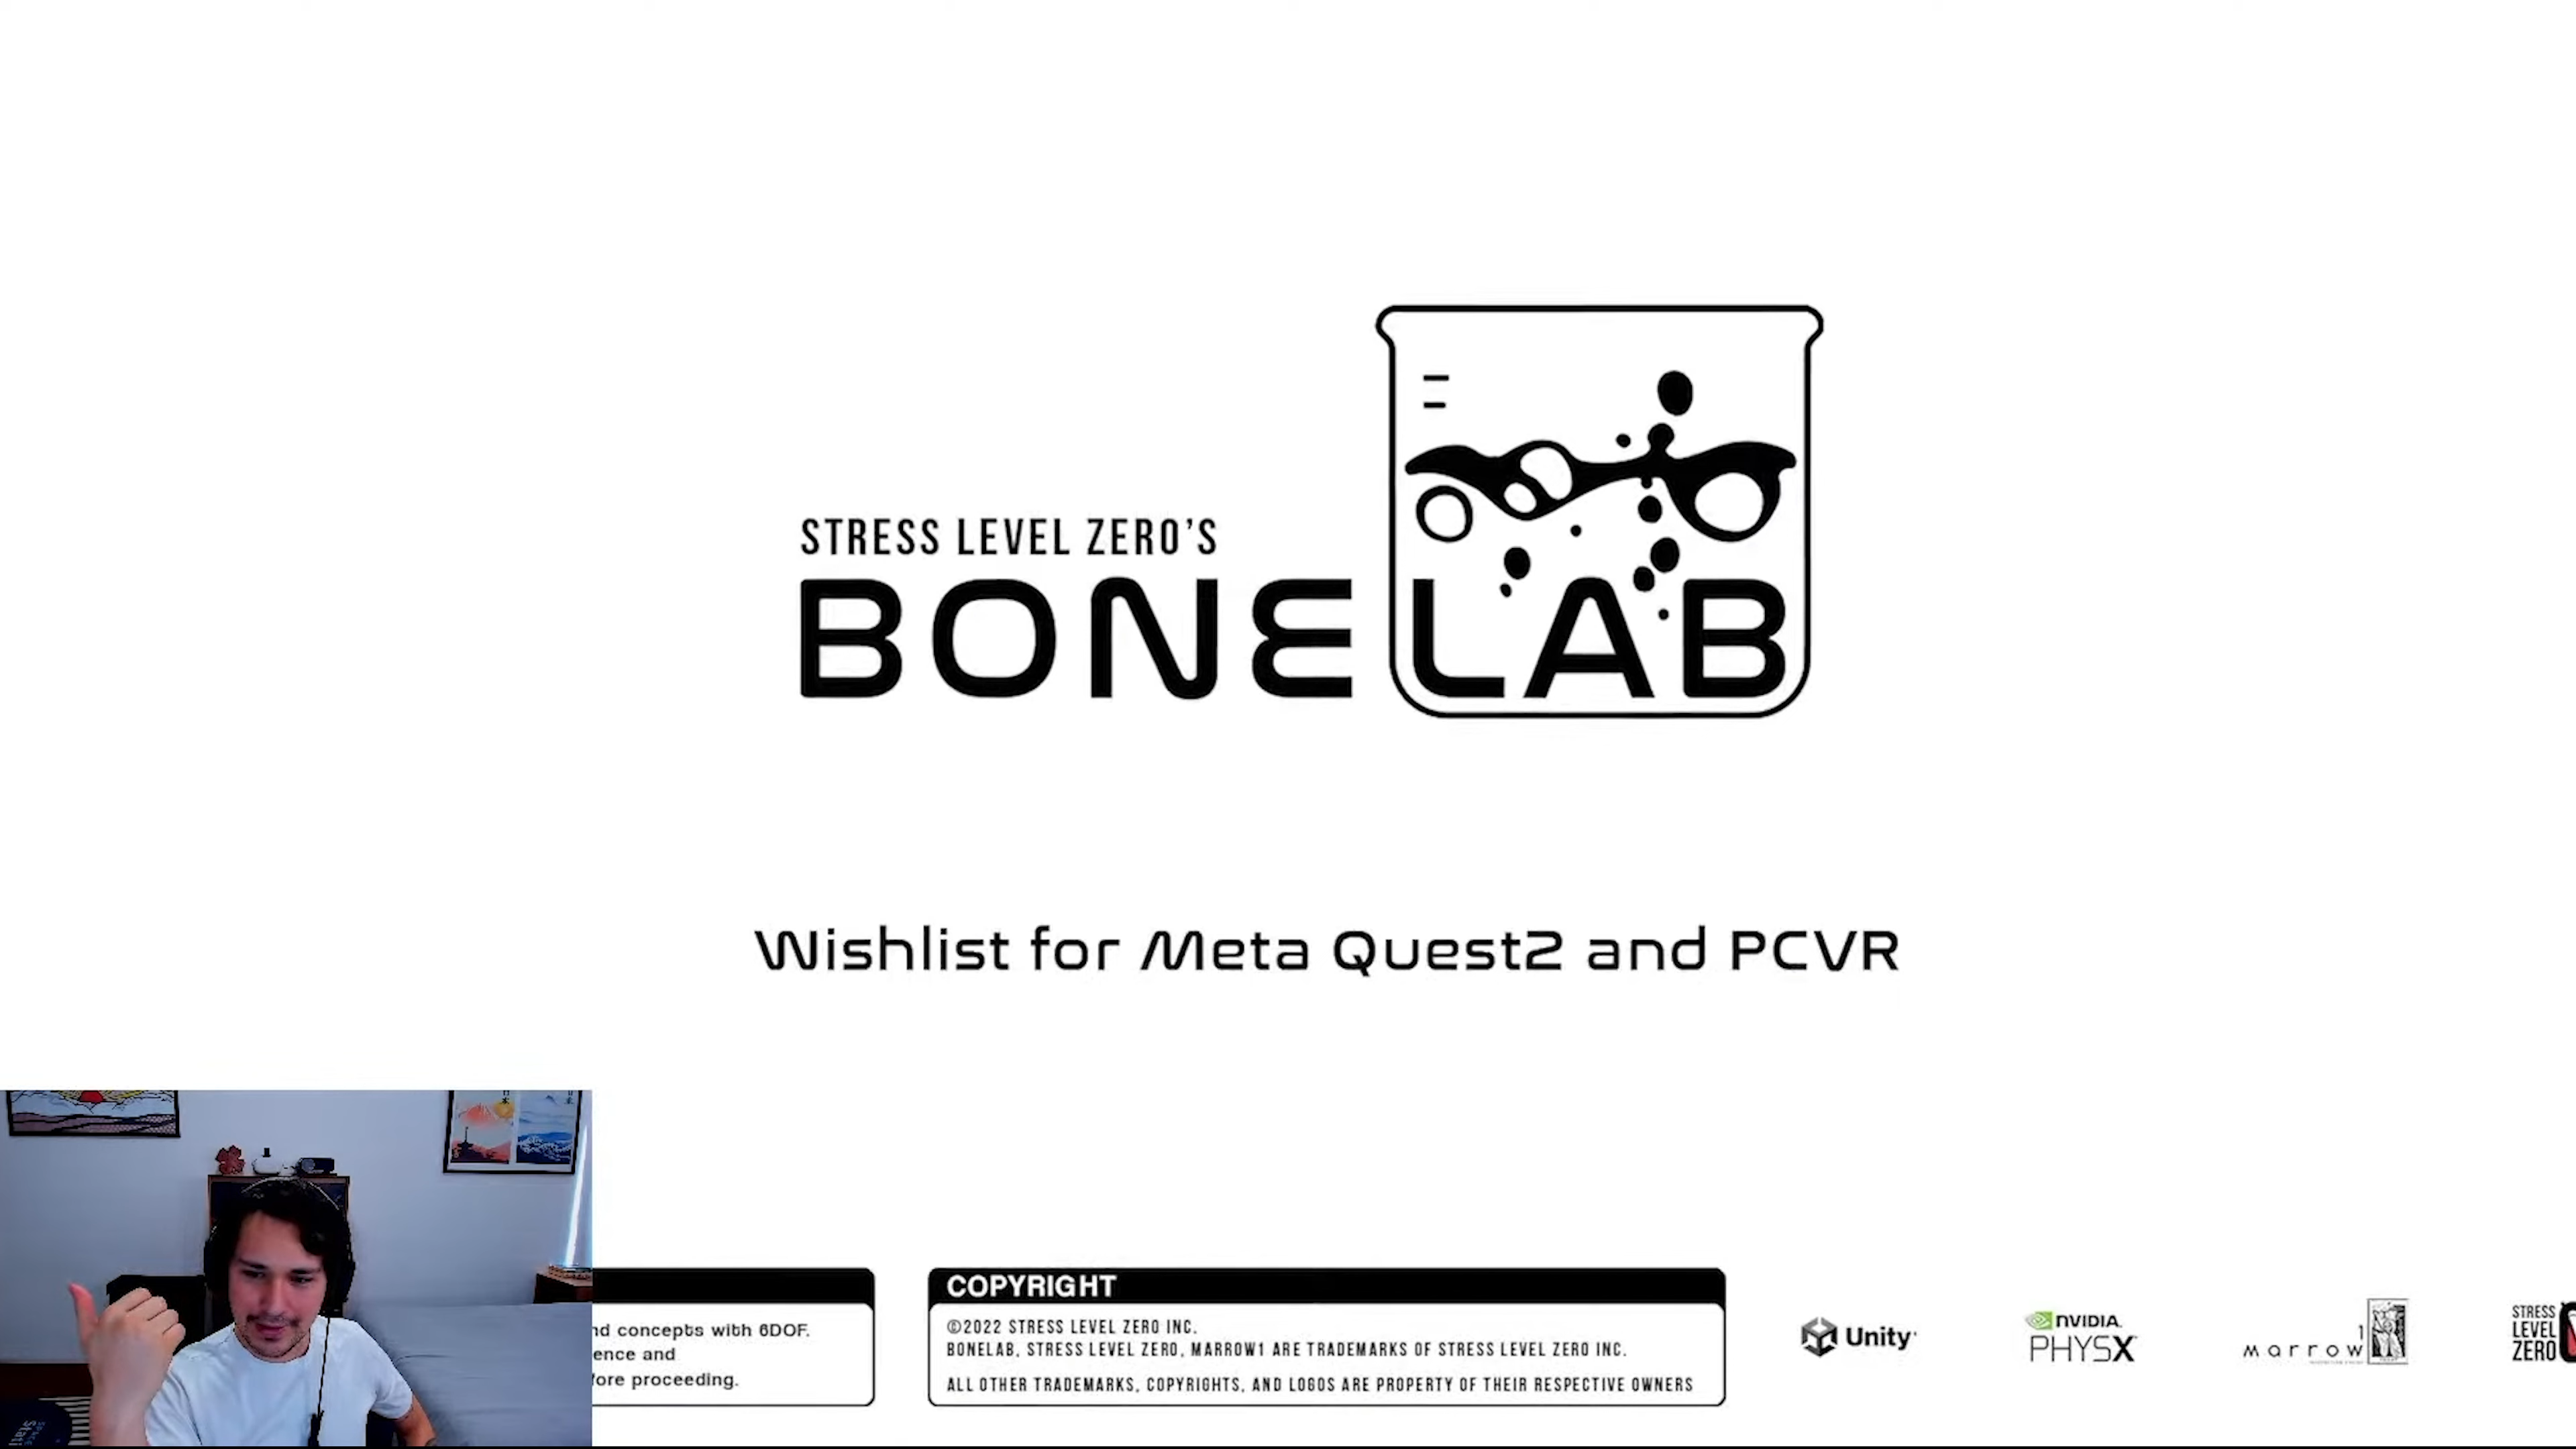 STRESS LEVEL ZERO'S
BONELAB
Wishlist for Meta Quest2 and PCVR
nd concepts with 6DOF.
ence and
fore proceeding.
COPYRIGHT
©2022 STRESS LEVEL ZERO INC.
BONELAB, STRESS LEVEL ZERO, MARROW1 ARE TRADEMARKS OF STRESS LEVEL ZERO INC.
ALL OTHER TRADEMARKS, COPYRIGHTS, AND LOGOS ARE PROPERTY OF THEIR RESPECTIVE OWNERS
Unity
NVIDIA.
PHYSX
marrow 1
STRESS
LEVEL
ZERO